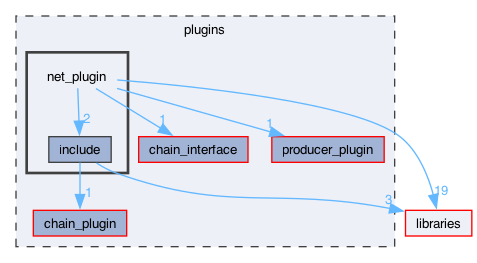 plugins
net_plugin
2
1
1
include
chain_interface
producer_plugin
1
3
19
chain_plugin
libraries